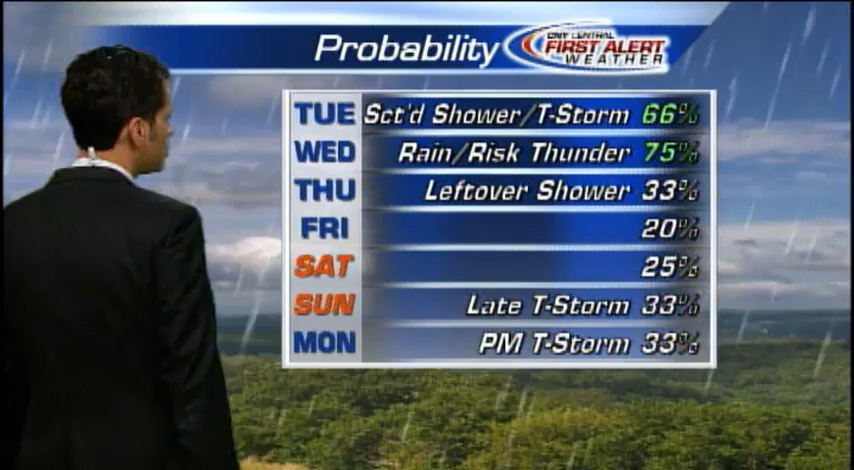 Probability
CNY CENTRAL
FIRST ALERT
WEATHER
TUE Sct'd Shower/T-Storm 66%
WED Rain/Risk Thunder 75%
THU Leftover Shower 33%
FRI 20%
SAT 25%
SUN Late T-Storm 33%
MON PM T-Storm 33%